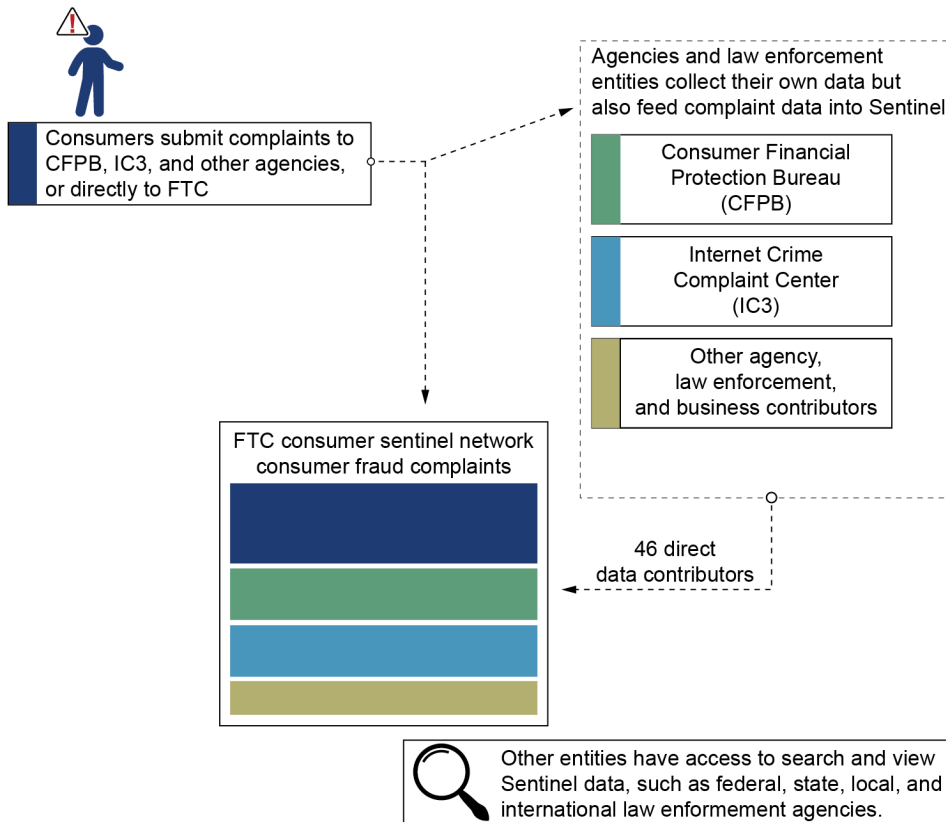 Consumers submit complaints to
CFPB, IC3, and other agencies,
or directly to FTC
Agencies and law enforcement
entities collect their own data but
also feed complaint data into Sentinel
Consumer Financial
Protection Bureau
(CFPB)
Internet Crime
Complaint Center
(IC3)
Other agency,
law enforcement,
and business contributors
FTC consumer sentinel network
consumer fraud complaints
46 direct
data contributors
Other entities have access to search and view
Sentinel data, such as federal, state, local, and
international law enformement agencies.